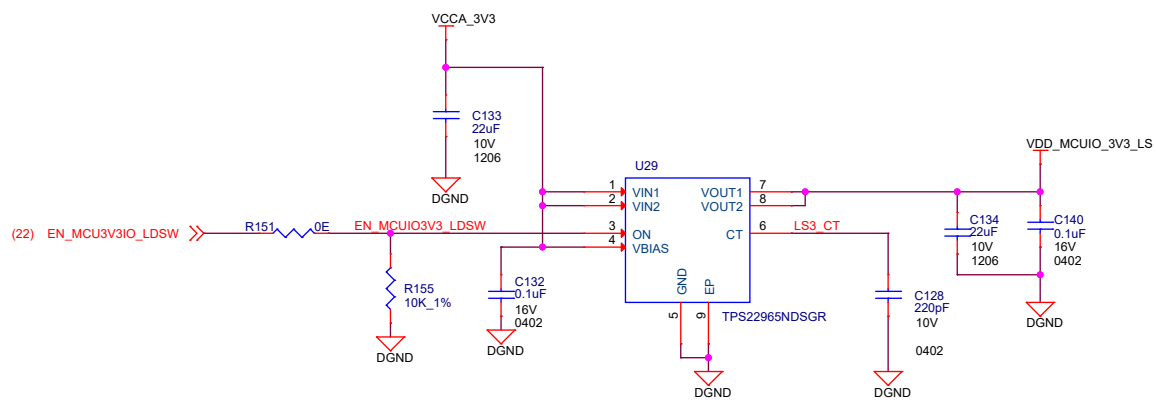 VCCA_3V3
C133
22uF
10V
1206
DGND
U29
VDD_MCUIO_3V3_LS
1 VIN1 VOUT1 7
2 VIN2 VOUT2 8
(22) EN_MCU3V3IO_LDSW R151 0E EN_MCUIO3V3_LDSW 3 ON CT 6 LS3_CT
4 VBIAS
C134
22uF
10V
1206
C140
0.1uF
16V
0402
R155
10K_1%
DGND
C132
0.1uF
16V
0402
DGND
GND EP
5 9
TPS22965NDSGR
C128
220pF
10V
0402
DGND
DGND
DGND